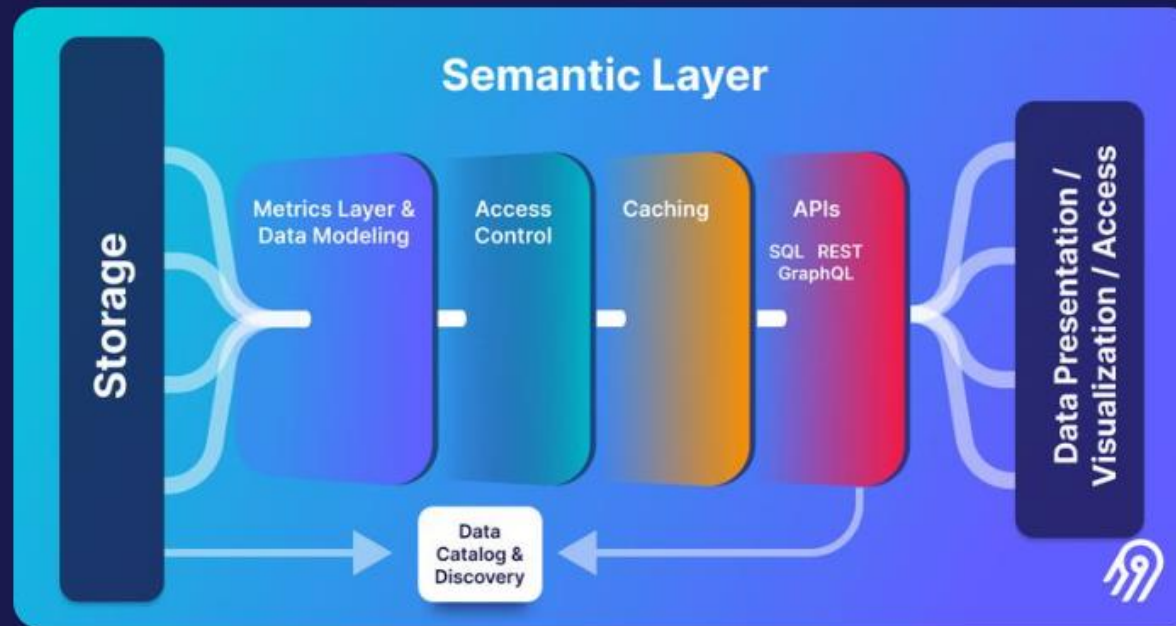 Semantic Layer
Storage
Metrics Layer &
Data Modeling
Access
Control
Caching
APIs
SQL REST
GraphQL
Data Presentation /
Visualization / Access
Data
Catalog &
Discovery